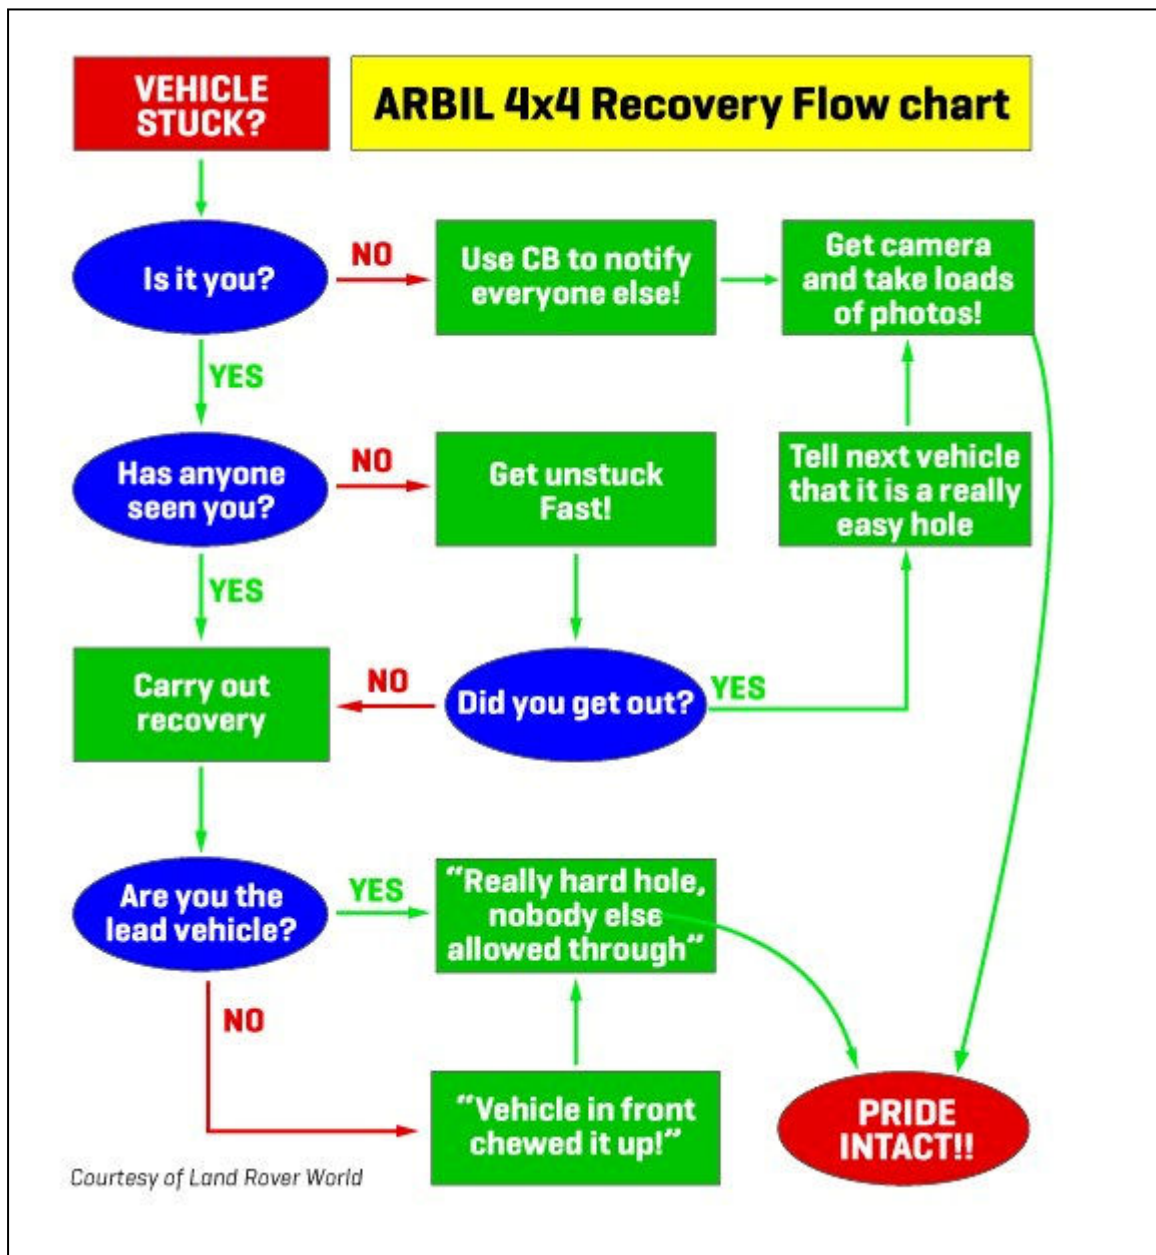 VEHICLE
STUCK?
ARBIL 4x4 Recovery Flow chart
Is it you?
NO
Use CB to notify
everyone else!
Get camera
and take loads
of photos!
YES
Has anyone
seen you?
NO
Get unstuck
Fast!
Tell next vehicle
that it is a really
easy hole
YES
Carry out
recovery
NO
Did you get out?
YES
Are you the
lead vehicle?
YES
“Really hard hole,
nobody else
allowed through”
NO
“Vehicle in front
chewed it up!”
PRIDE
INTACT!!
Courtesy of Land Rover World